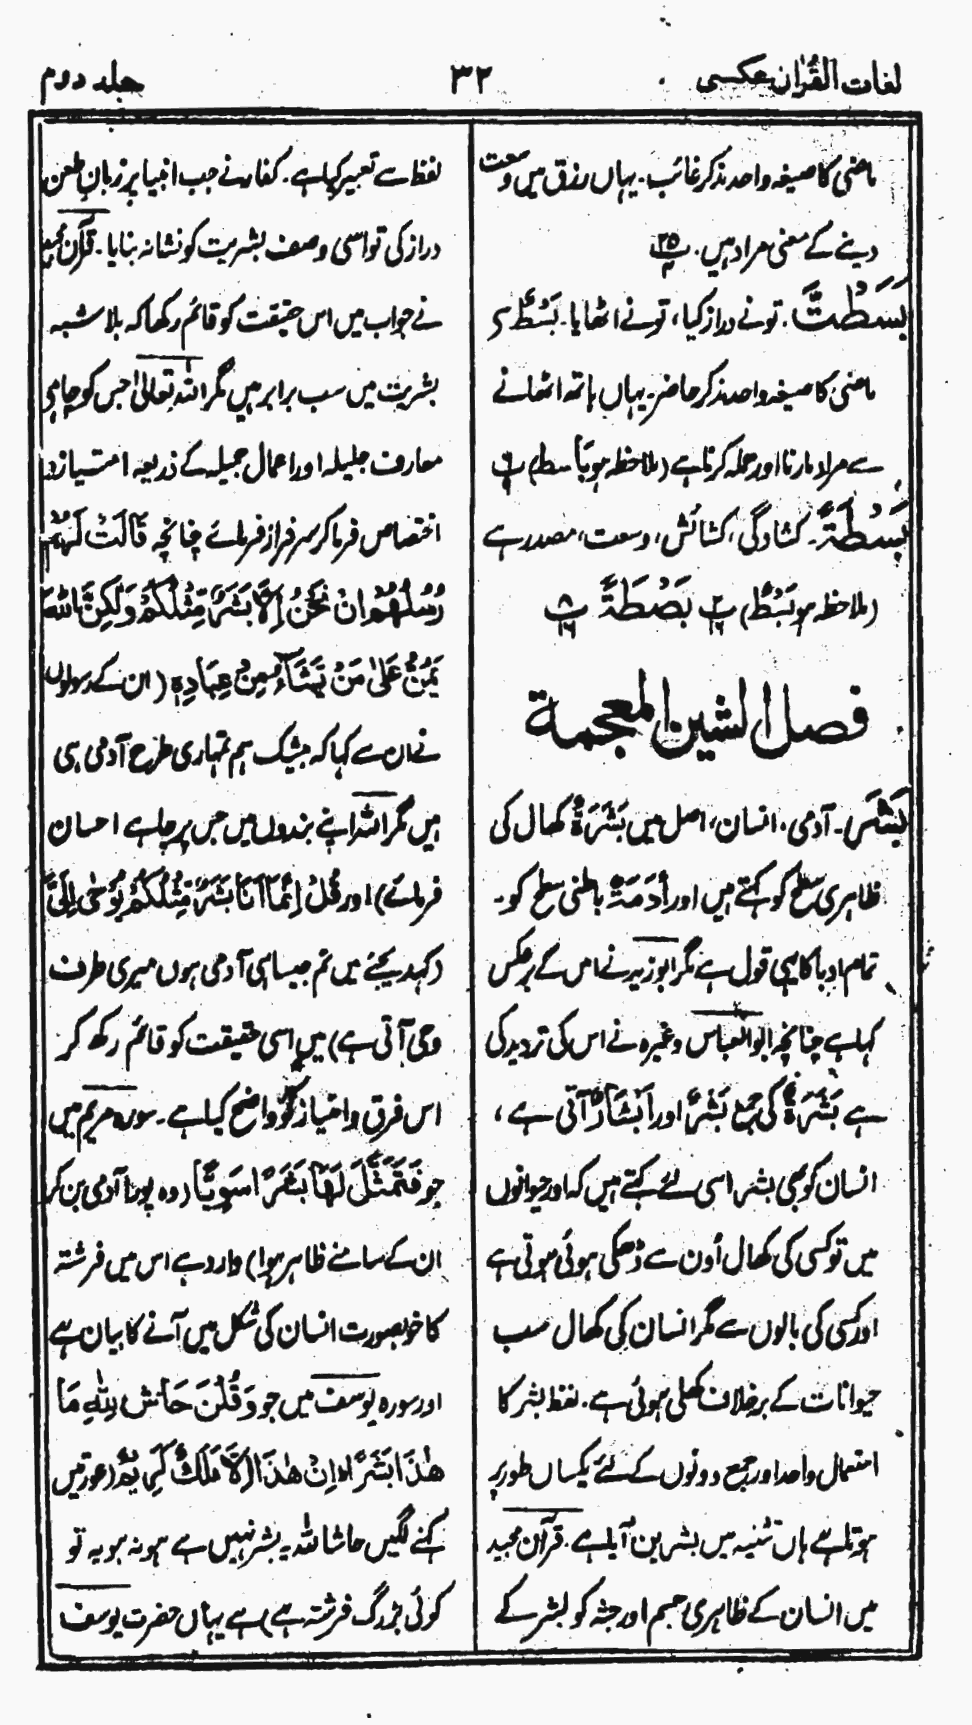 لغات القرآن عکسی
۳۲
جلد دوم
ماضی کا صیغہ واحد مذکر غائب۔ یہاں رزق میں وسعت
دینے کے معنی مراد ہیں۔ پ ۲۵ ۳
بَسَطْتَّ۔ تو نے دراز کیا، تو نے اٹھایا۔ بَسْطٌ سے
ماضی کا صیغہ واحد مذکر حاضر۔ یہاں ہاتھ اٹھانے
سے مراد مارنا اور حملہ کرنا ہے (ملاحظہ ہو بَاسط) پ
بَسْطَةً۔ کشادگی، کشائش، وسعت، مصدر ہے
(ملاحظہ ہو بَسْطٌ) پ ۲ ۱۶ بَصْطَةً پ ۸ ۱۶
فصل الشین المعجمة
بَشَر۔ آدمی۔ انسان، اصل میں بَشَرَةٌ کھال کی
ظاہری سطح کو کہتے ہیں اور أَدَمَةٌ باطنی سطح کو۔
تمام ادبا کا یہی قول ہے مگر ابوزید نے اس کے برعکس
کہا ہے چنانچہ ابوالعباس وغیرہ نے اس کی تردید کی
ہے بَشَرَةٌ کی جمع بَشَرٌ اور اَبْشَارٌ آتی ہے،
انسان کو بھی بشر اسی لئے کہتے ہیں کہ اور حیوانوں
میں تو کسی کی کھال اُون سے ڈھکی ہوئی ہوتی ہے
اور کسی کی بالوں سے مگر انسان کی کھال سب
حیوانات کے برخلاف کھلی ہوئی ہے۔ لفظ بشر کا
استعمال واحد اور جمع دونوں کے لئے یکساں طور پر
ہوتا ہے ہاں تثنیہ میں بشرین آیا ہے۔ قرآن مجید
میں انسان کے ظاہری جسم اور جثہ کو بشر کے
لفظ سے تعبیر کیا ہے۔ کفار نے جب انبیا پر زبانِ طعن
دراز کی تو اسی وصف بشریت کو نشانہ بنایا۔ قرآن مجید
نے جواب میں اس حقیقت کو قائم رکھا کہ بلا شبہ
بشریت میں سب برابر ہیں مگر اللہ تعالیٰ جس کو چاہے
معارف جلیلہ اور اعمال جمیلہ کے ذریعہ امتیاز و
اختصاص فرما کر سرفراز فرمائے چنانچہ قَالَتْ لَهُمْ
رُسُلُهُمْ اِنْ نَّحْنُ اِلَّا بَشَرٌ مِّثْلُكُمْ وَلٰكِنَّ اللّٰهَ
يَمُنُّ عَلٰى مَنْ يَّشَآءُ مِنْ عِبَادِهٖ (ان کے رسولوں
نے ان سے کہا کہ بیشک ہم تمہاری طرح آدمی ہی
ہیں مگر اللہ اپنے بندوں میں جس پر چاہے احسان
فرمائے) اور قُلْ اِنَّمَا اَنَا بَشَرٌ مِّثْلُكُمْ يُوْحٰى اِلَيَّ
(کہدیجئے میں تم جیسا ہی آدمی ہوں میری طرف
وحی آتی ہے) میں اسی حقیقت کو قائم رکھ کر
اس فرق و امتیاز کو واضح کیا ہے۔ سورہ مریم میں
جو فَتَمَثَّلَ لَهَا بَشَرًا سَوِيًّا (وہ پورا آدمی بن کر
ان کے سامنے ظاہر ہوا) وارد ہے اس میں فرشتہ
کا خوبصورت انسان کی شکل میں آنے کا بیان ہے
اور سورہ یوسف میں جو وَقُلْنَ حَاشَ لِلّٰهِ مَا
هٰذَا بَشَرًا اِنْ هٰذَا اِلَّا مَلَكٌ كَرِيْمٌ (عورتیں
کہنے لگیں حاشا للہ یہ بشر نہیں ہے ہو نہ ہو یہ تو
کوئی بزرگ فرشتہ ہے) ہے یہاں حضرت یوسف